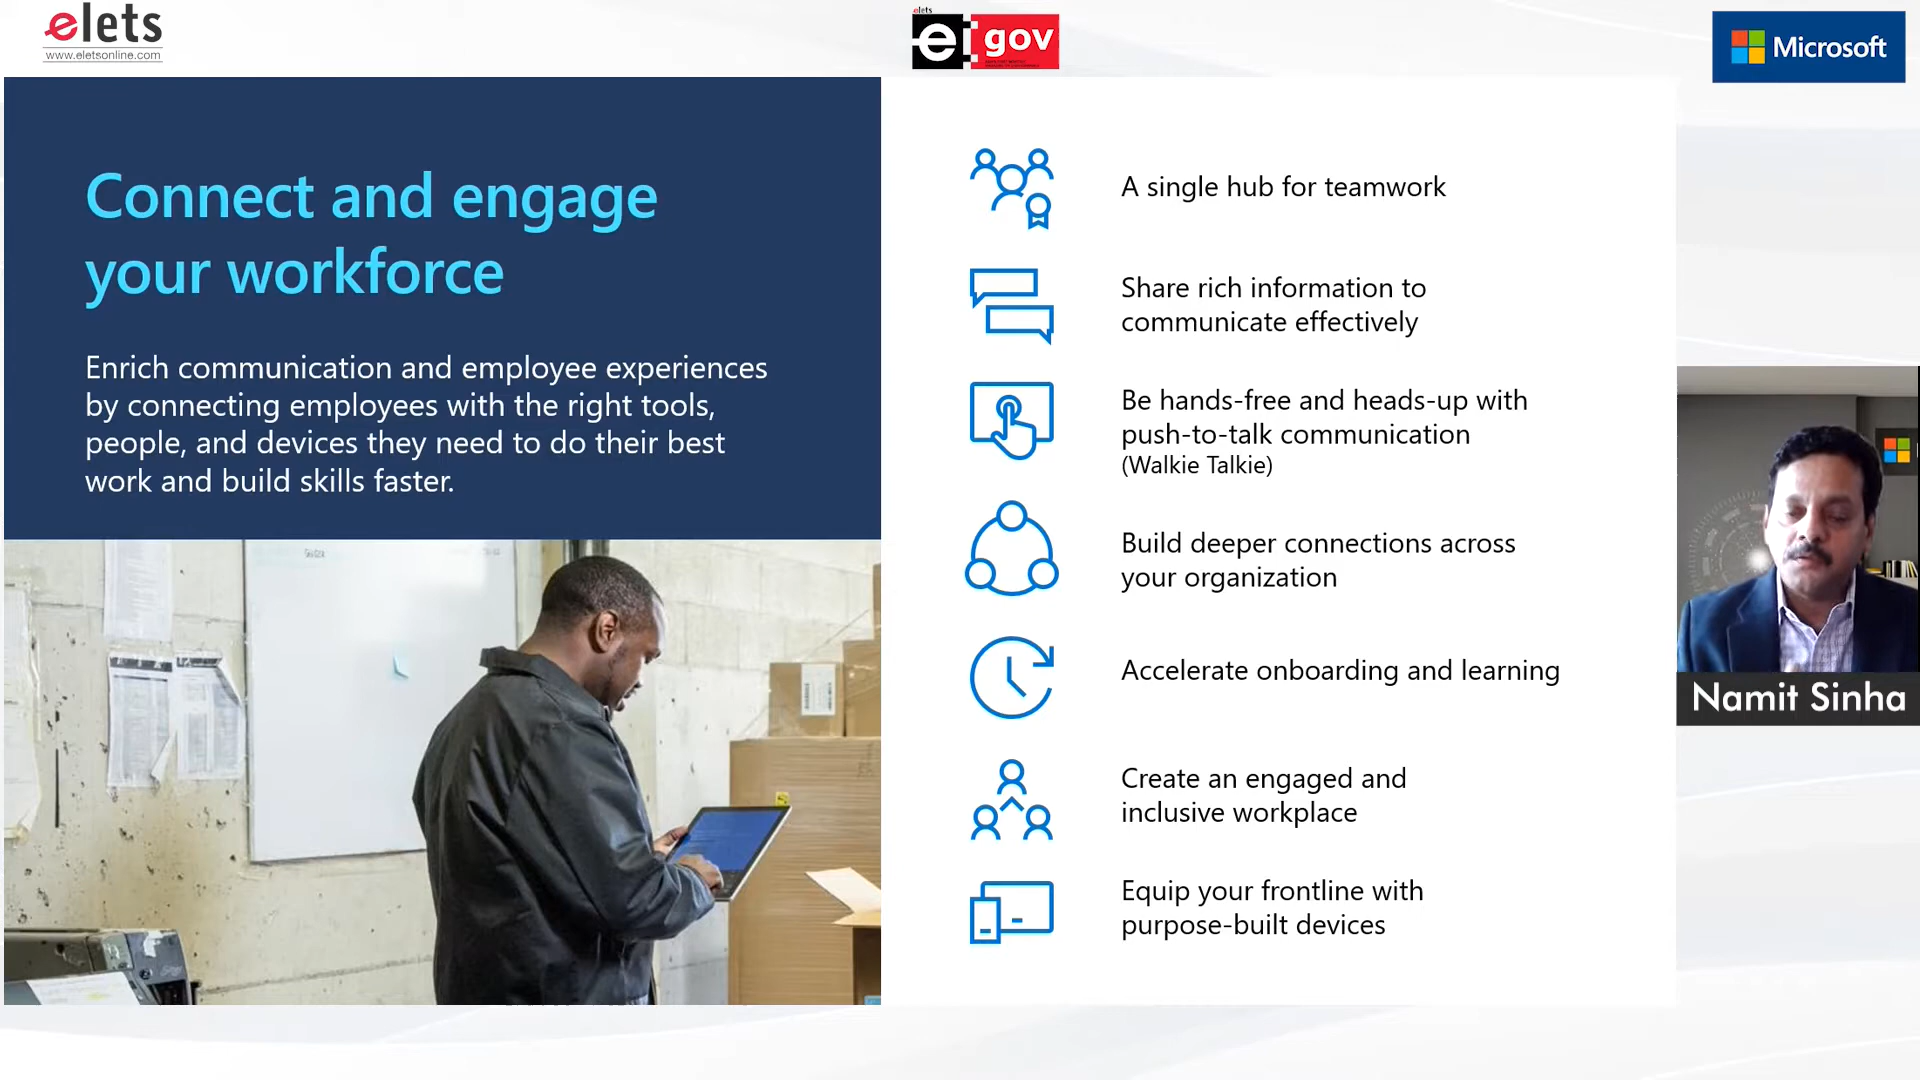 elets
www.eletsonline.com
elets
e gov
Microsoft
Connect and engage
your workforce
Enrich communication and employee experiences
by connecting employees with the right tools,
people, and devices they need to do their best
work and build skills faster.
A single hub for teamwork
Share rich information to
communicate effectively
Be hands-free and heads-up with
push-to-talk communication
(Walkie Talkie)
Build deeper connections across
your organization
Accelerate onboarding and learning
Create an engaged and
inclusive workplace
Equip your frontline with
purpose-built devices
Namit Sinha